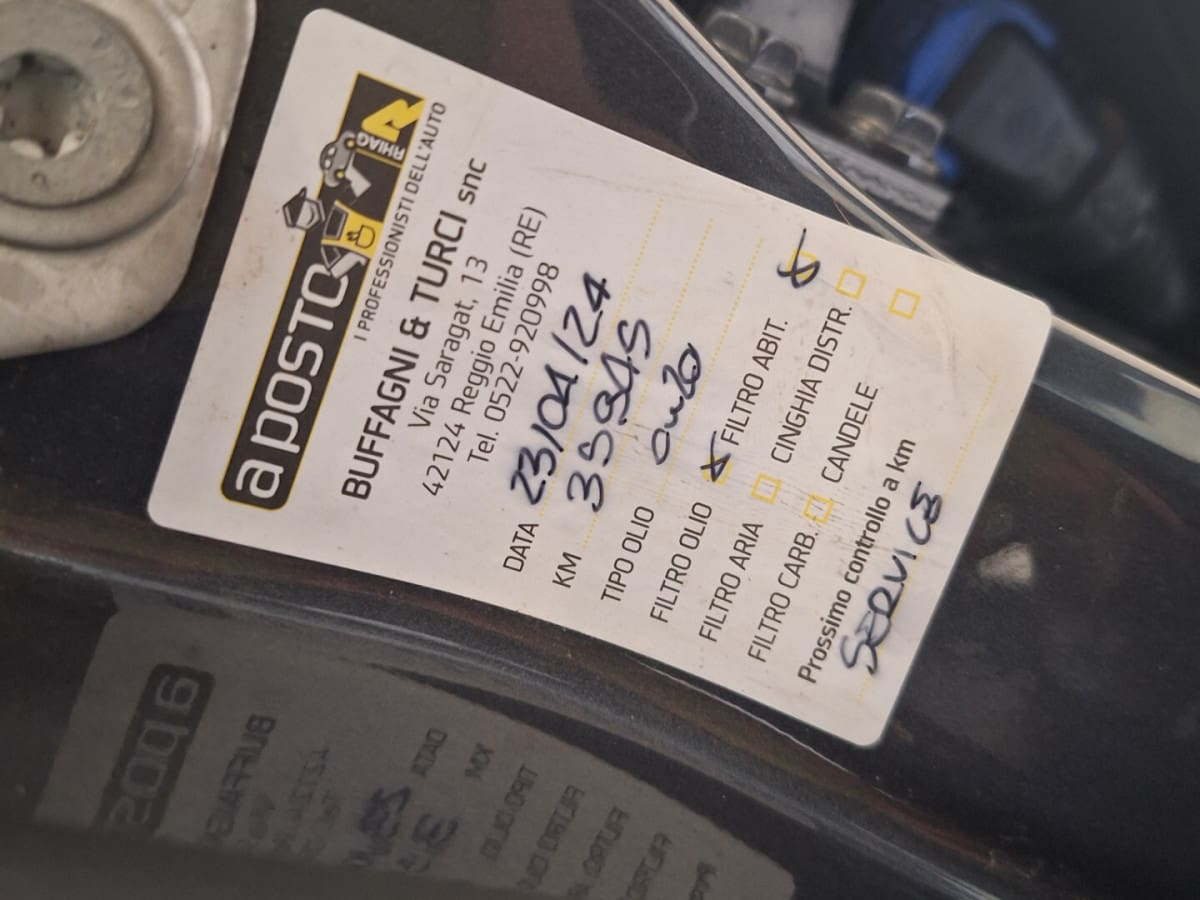 a posto
RHIAG
I PROFESSIONISTI DELL'AUTO
BUFFAGNI & TURCI snc
Via Saragat, 13
42124 Reggio Emilia (RE)
Tel. 0522-920998
DATA 23/04/24
KM 35945
TIPO OLIO 0W20
FILTRO OLIO FILTRO ABIT.
FILTRO ARIA CINGHIA DISTR.
FILTRO CARB. CANDELE
Prossimo controllo a km
SERVICE